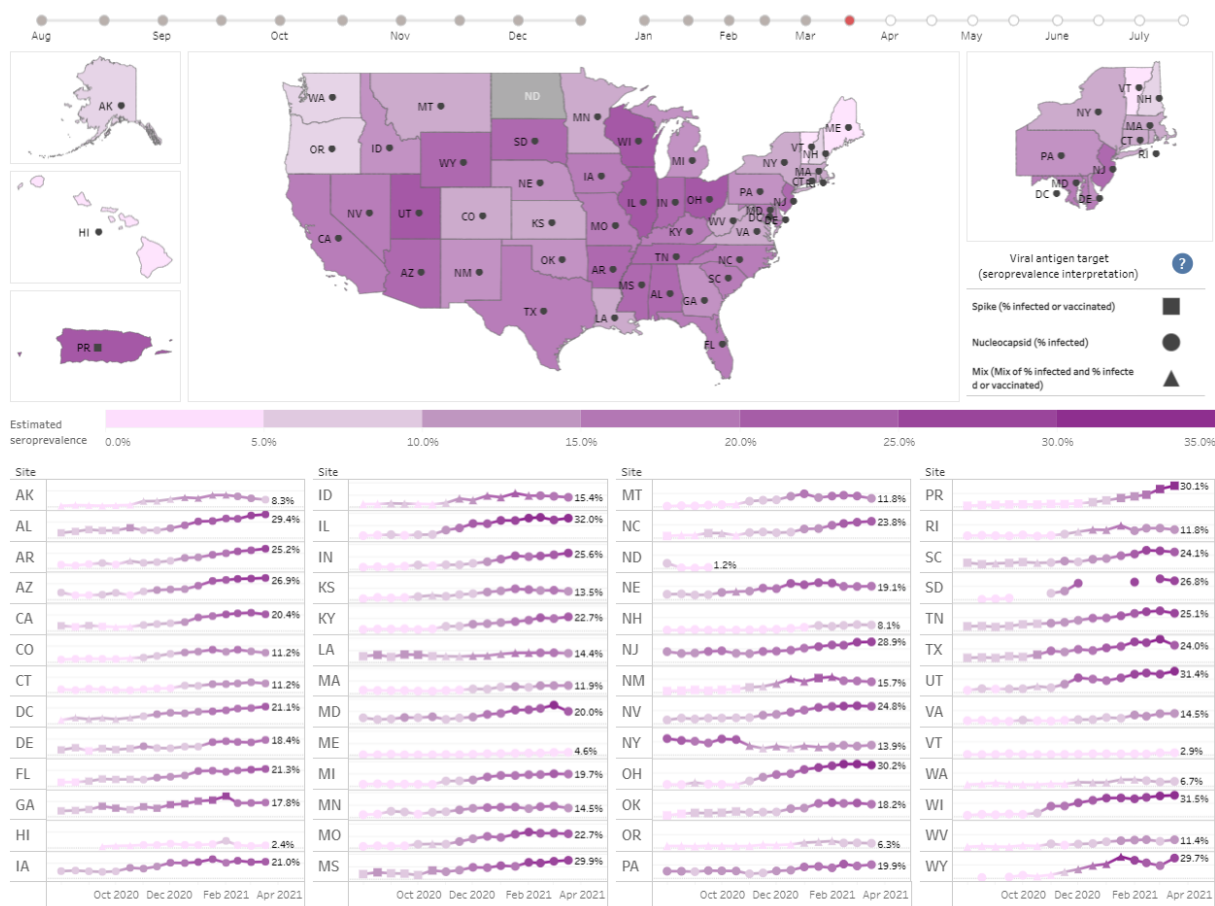 Aug Sep Oct Nov Dec Jan Feb Mar Apr May June July
AK
HI
PR
WA
OR
ID
MT
ND
MN
WI
SD
WY
MI
NV
UT
CA
CO
NE
IA
KS
MO
IL
IN
OH
KY
WV
VA
PA
NY
VT
NH
ME
MA
CT
RI
NJ
MD
DC
DE
AZ
NM
OK
AR
TN
NC
SC
MS
AL
GA
TX
LA
FL
VT
NH
NY
MA
CT
RI
PA
NJ
MD
DC
DE
Viral antigen target
(seroprevalence interpretation)
?
Spike (% infected or vaccinated)
Nucleocapsid (% infected)
Mix (Mix of % infected and % infecte
d or vaccinated)
Estimated
seroprevalence
0.0% 5.0% 10.0% 15.0% 20.0% 25.0% 30.0% 35.0%
Site Site Site Site
AK 8.3% ID 15.4% MT 11.8% PR 30.1%
AL 29.4% IL 32.0% NC 23.8% RI 11.8%
AR 25.2% IN 25.6% ND 1.2% SC 24.1%
AZ 26.9% KS 13.5% NE 19.1% SD 26.8%
CA 20.4% KY 22.7% NH 8.1% TN 25.1%
CO 11.2% LA 14.4% NJ 28.9% TX 24.0%
CT 11.2% MA 11.9% NM 15.7% UT 31.4%
DC 21.1% MD 20.0% NV 24.8% VA 14.5%
DE 18.4% ME 4.6% NY 13.9% VT 2.9%
FL 21.3% MI 19.7% OH 30.2% WA 6.7%
GA 17.8% MN 14.5% OK 18.2% WI 31.5%
HI 2.4% MO 22.7% OR 6.3% WV 11.4%
IA 21.0% MS 29.9% PA 19.9% WY 29.7%
Oct 2020 Dec 2020 Feb 2021 Apr 2021 Oct 2020 Dec 2020 Feb 2021 Apr 2021 Oct 2020 Dec 2020 Feb 2021 Apr 2021 Oct 2020 Dec 2020 Feb 2021 Apr 2021